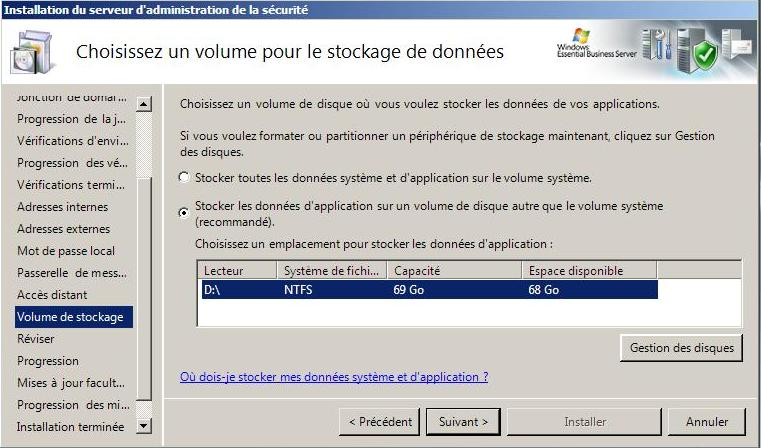 Installation du serveur d'administration de la sécurité
Choisissez un volume pour le stockage de données
Windows
Essential Business Server
Jonction de domai...
Progression de la j...
Vérifications d'envi...
Progression des vé...
Vérifications termi...
Adresses internes
Adresses externes
Mot de passe local
Passerelle de mess...
Accès distant
Volume de stockage
Réviser
Progression
Mises à jour facult...
Progression des mi...
Installation terminée
Choisissez un volume de disque où vous voulez stocker les données de vos applications.
Si vous voulez formater ou partitionner un périphérique de stockage maintenant, cliquez sur Gestion
des disques.
Stocker toutes les données système et d'application sur le volume système.
Stocker les données d'application sur un volume de disque autre que le volume système
(recommandé).
Choisissez un emplacement pour stocker les données d'application :
Lecteur Système de fichi... Capacité Espace disponible
D:\ NTFS 69 Go 68 Go
Gestion des disques
Où dois-je stocker mes données système et d'application ?
< Précédent Suivant > Installer Annuler